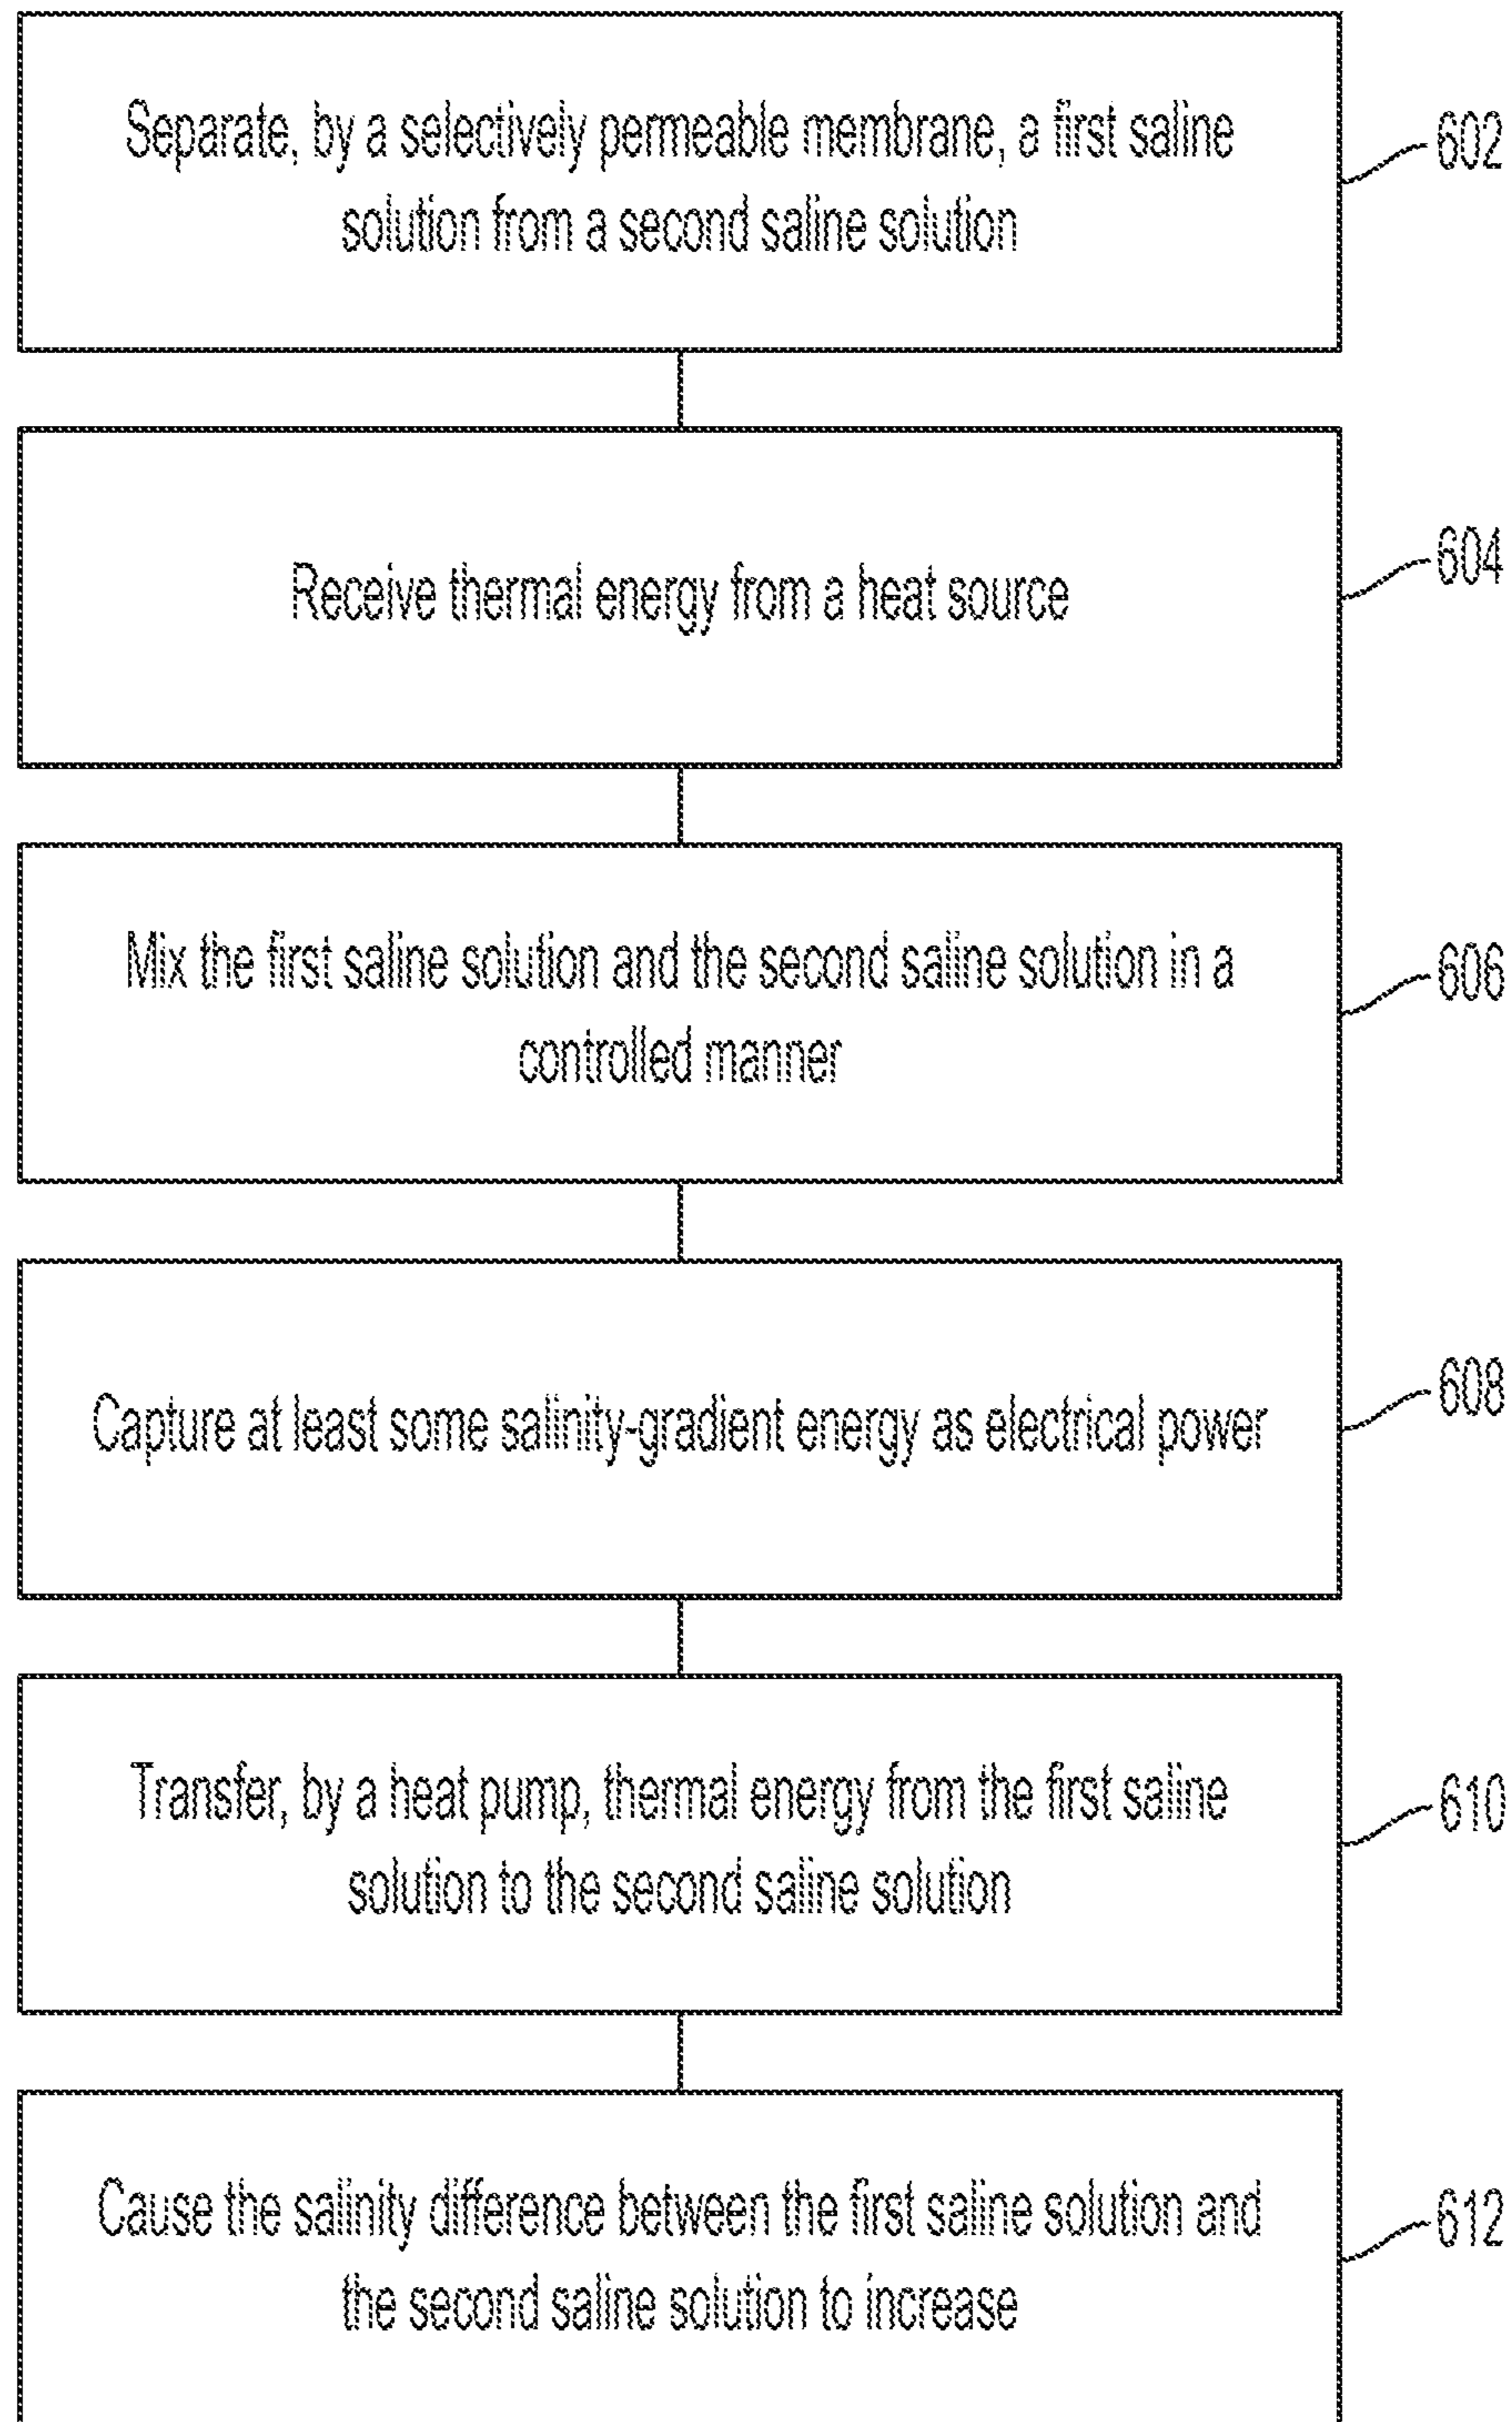 Separate, by a selectively permeable membrane, a first saline
solution from a second saline solution
602
Receive thermal energy from a heat source
604
Mix the first saline solution and the second saline solution in a
controlled manner
606
Capture at least some salinity-gradient energy as electrical power
608
Transfer, by a heat pump, thermal energy from the first saline
solution to the second saline solution
610
Cause the salinity difference between the first saline solution and
the second saline solution to increase
612